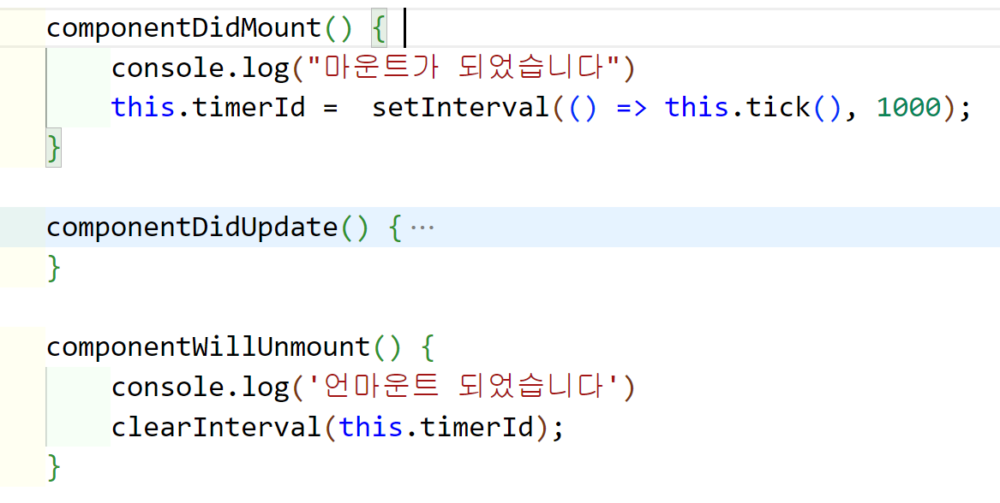 componentDidMount() {
console.log("마운트가 되었습니다")
this.timerId =  setInterval(() => this.tick(), 1000);
}
componentDidUpdate() {⋯
}
componentWillUnmount() {
console.log('언마운트 되었습니다')
clearInterval(this.timerId);
}